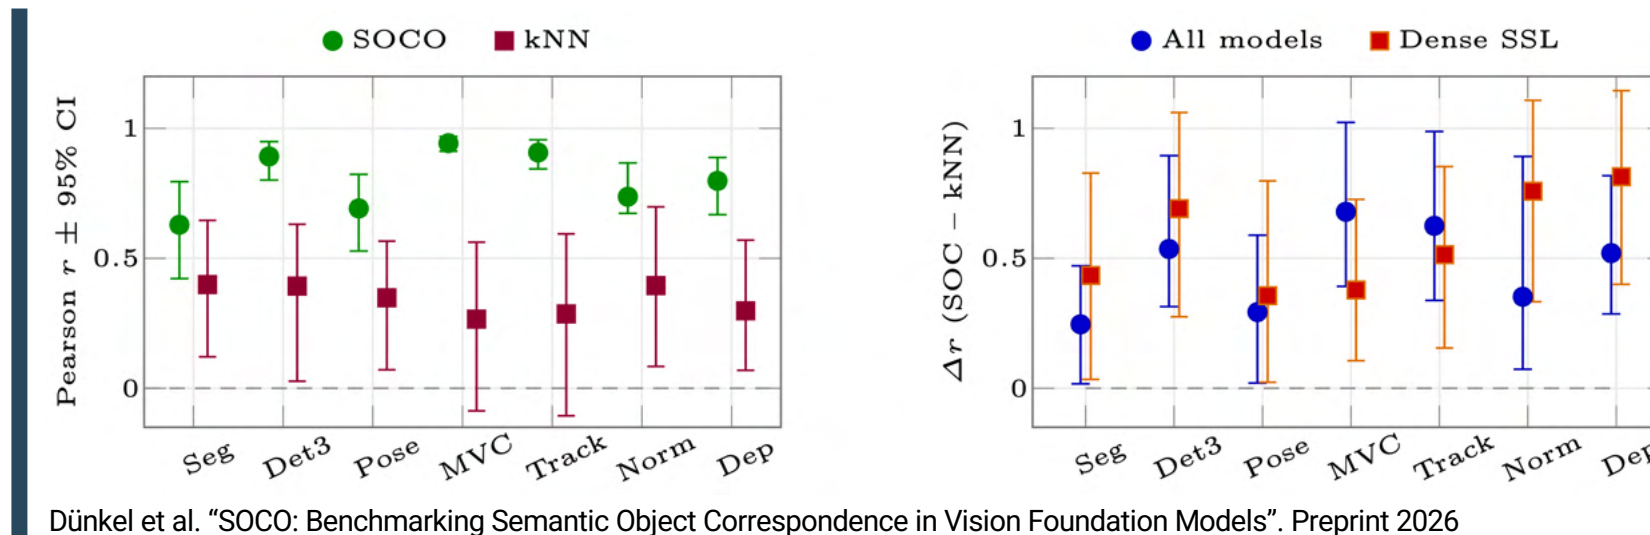 SOCO kNN
Pearson r ± 95% CI
1
0.5
0
Seg Det3 Pose MVC Track Norm Dep
All models Dense SSL
Δr (SOC − kNN)
1
0.5
0
Seg Det3 Pose MVC Track Norm Dep
Dünkel et al. “SOCO: Benchmarking Semantic Object Correspondence in Vision Foundation Models”. Preprint 2026